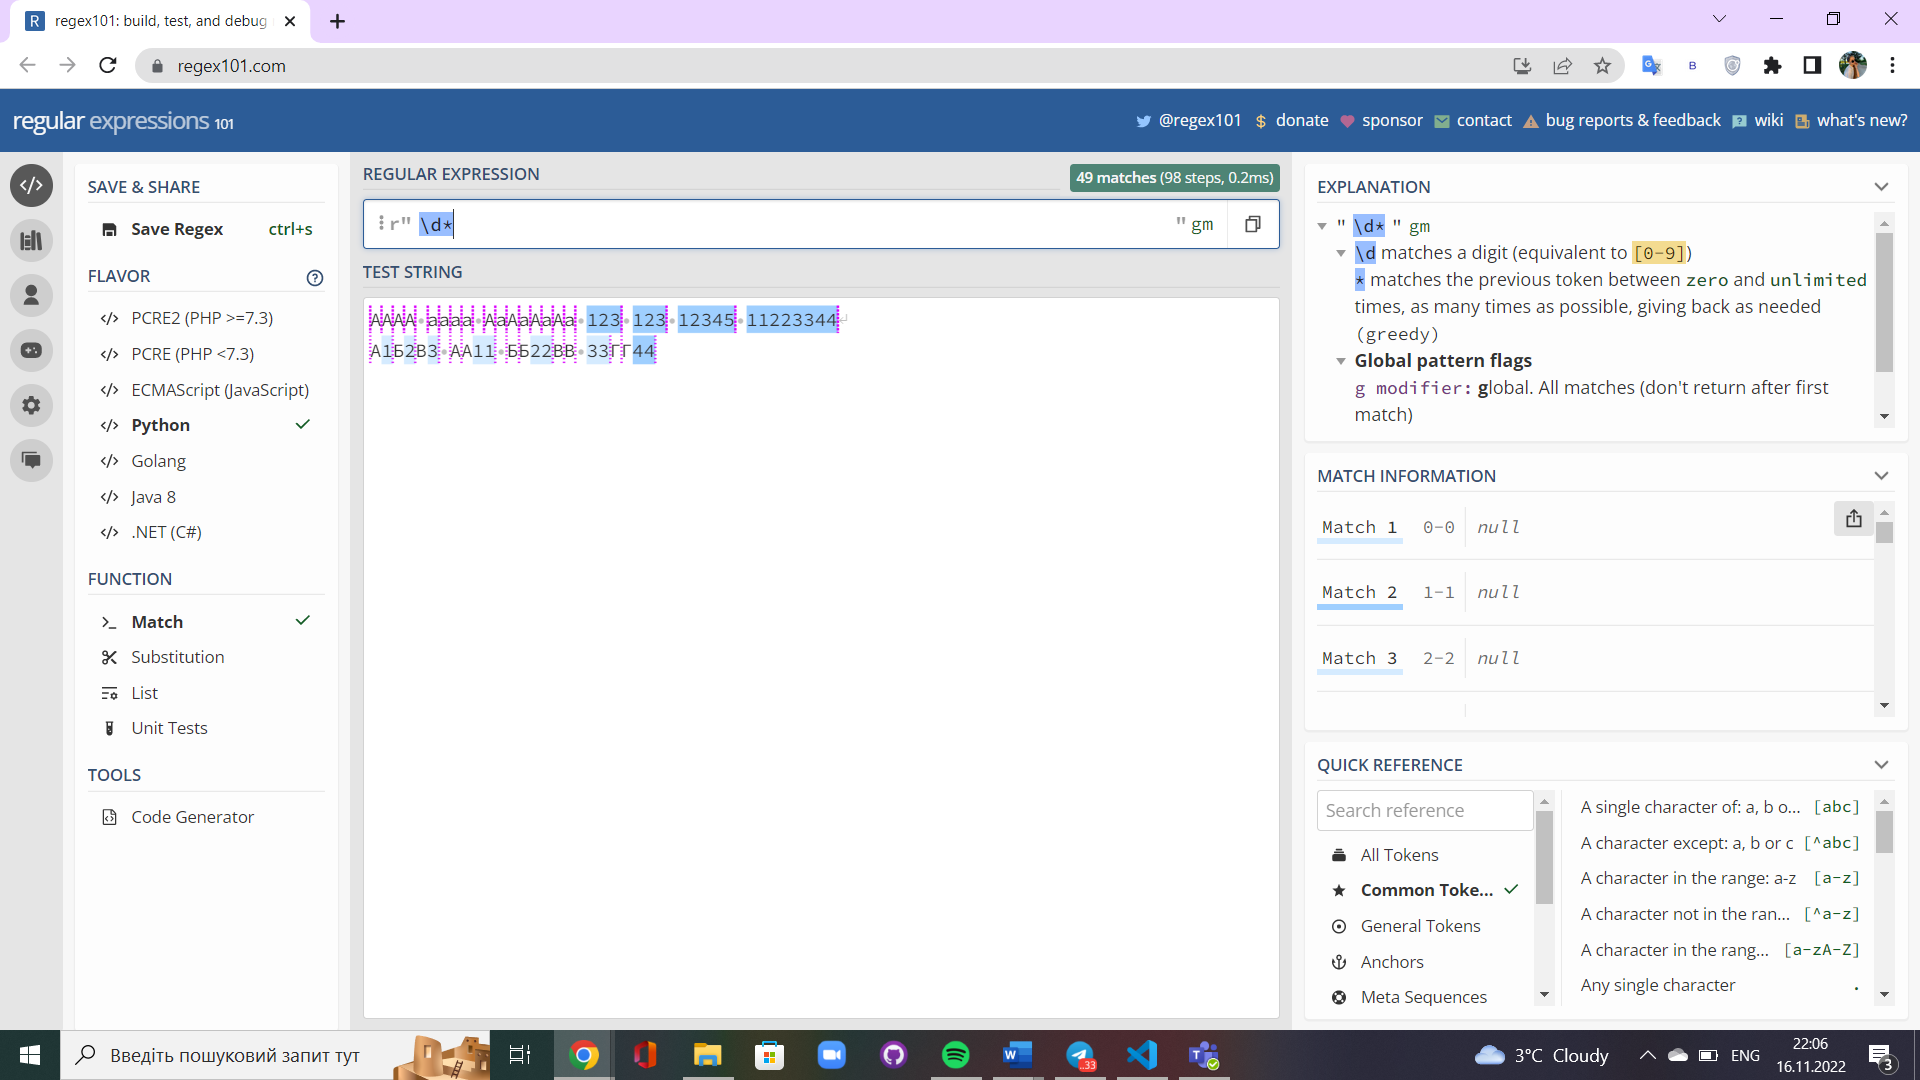 regex101: build, test, and debug
regex101.com
regular expressions 101
@regex101
donate
sponsor
contact
bug reports & feedback
wiki
what's new?
SAVE & SHARE
Save Regex ctrl+s
FLAVOR
PCRE2 (PHP >=7.3)
PCRE (PHP <7.3)
ECMAScript (JavaScript)
Python
Golang
Java 8
.NET (C#)
FUNCTION
Match
Substitution
List
Unit Tests
TOOLS
Code Generator
REGULAR EXPRESSION
49 matches (98 steps, 0.2ms)
r" \d* " gm
TEST STRING
АААА аааа АаАаАаАа 123 123 12345 11223344
А1Б2В3 АА11 ББ22ВВ 33ГГ44
EXPLANATION
" \d* " gm
\d matches a digit (equivalent to [0-9])
* matches the previous token between zero and unlimited
times, as many times as possible, giving back as needed
(greedy)
Global pattern flags
g modifier: global. All matches (don't return after first
match)
MATCH INFORMATION
Match 1 0-0 null
Match 2 1-1 null
Match 3 2-2 null
QUICK REFERENCE
Search reference
All Tokens
Common Toke...
General Tokens
Anchors
Meta Sequences
A single character of: a, b o... [abc]
A character except: a, b or c [^abc]
A character in the range: a-z [a-z]
A character not in the ran... [^a-z]
A character in the rang... [a-zA-Z]
Any single character .
Введіть пошуковий запит тут
..33
3°C Cloudy
ENG
22:06
16.11.2022
3